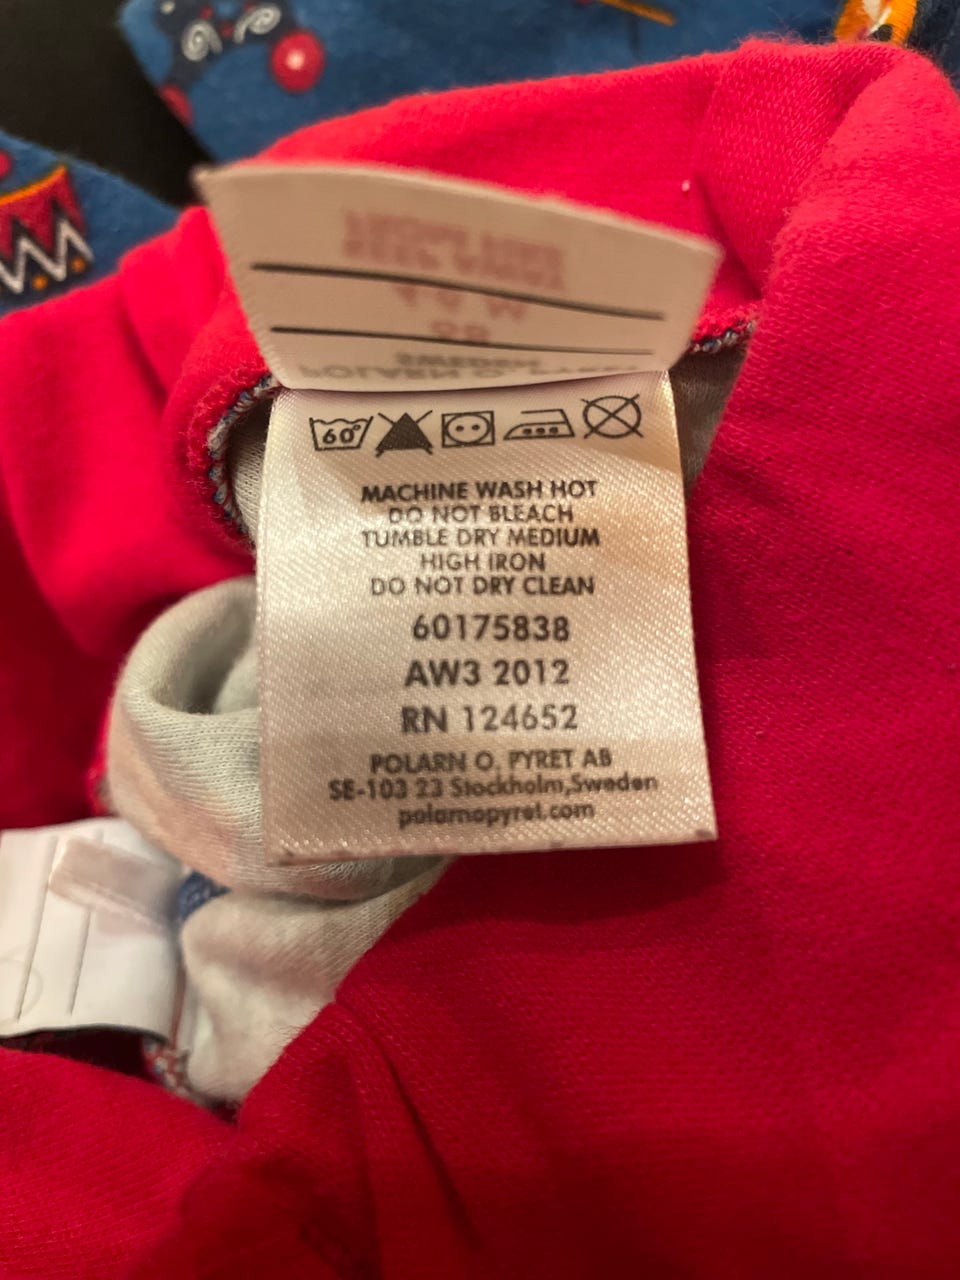 60°
MACHINE WASH HOT
DO NOT BLEACH
TUMBLE DRY MEDIUM
HIGH IRON
DO NOT DRY CLEAN
60175838
AW3 2012
RN 124652
POLARN O. PYRET AB
SE-103 23 Stockholm,Sweden
polarnopyret.com